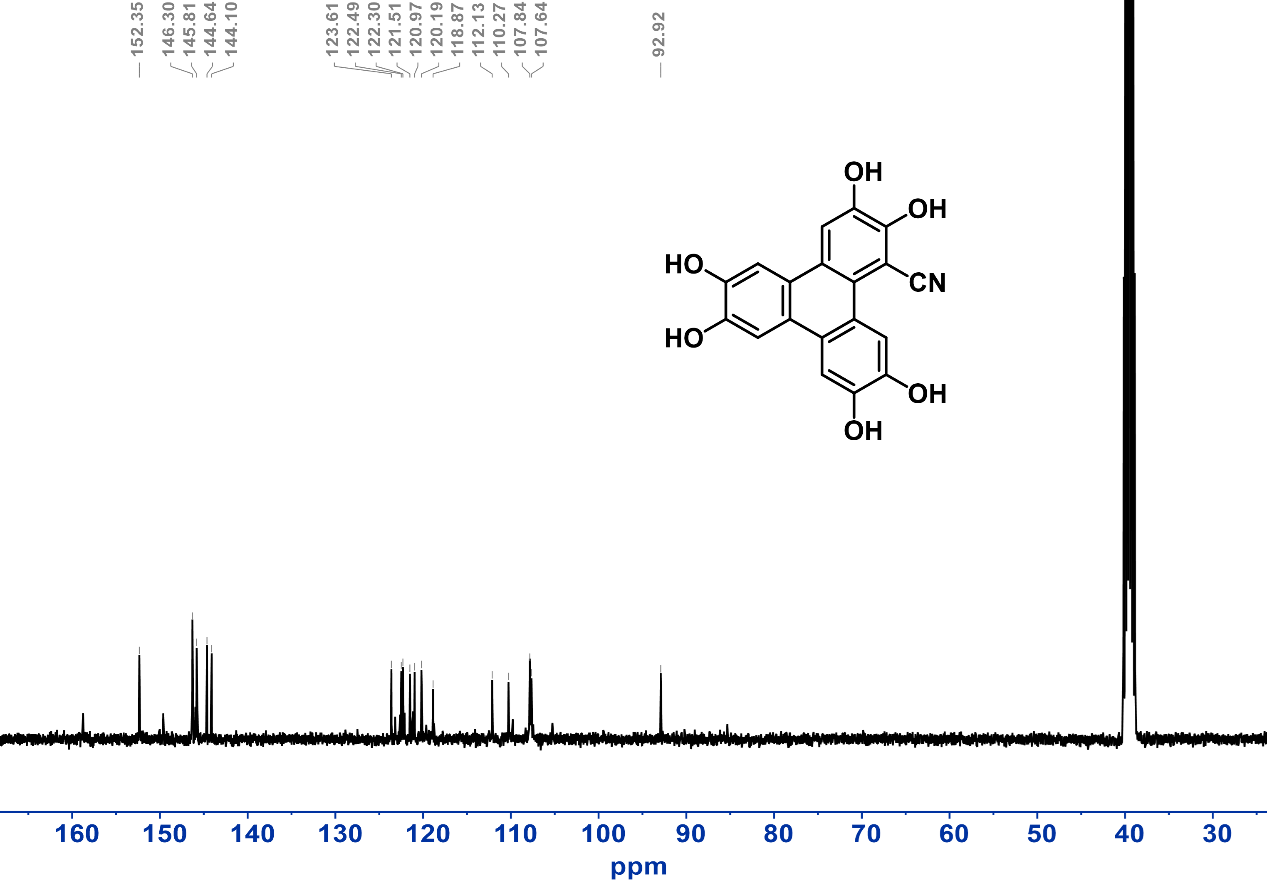 152.35
146.30
145.81
144.64
144.10
123.61
122.49
122.30
121.51
120.97
120.19
118.87
112.13
110.27
107.84
107.64
92.92
OH
OH
HO
CN
HO
OH
OH
160 150 140 130 120 110 100 90 80 70 60 50 40 30
ppm